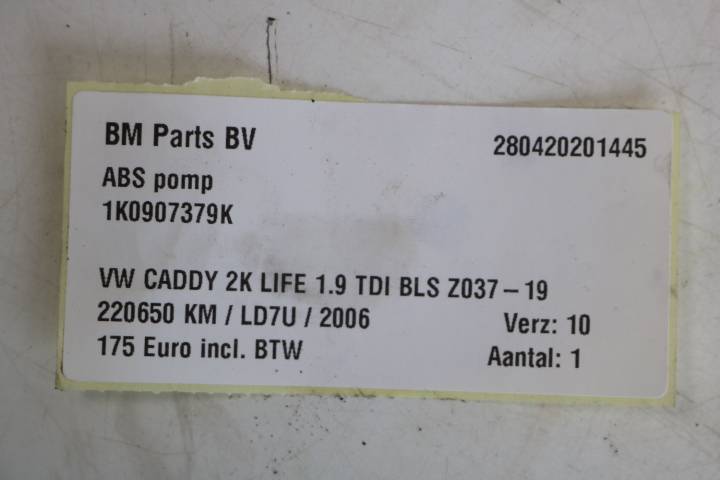 BM Parts BV 280420201445
ABS pomp
1K0907379K
VW CADDY 2K LIFE 1.9 TDI BLS Z037-19
220650 KM / LD7U / 2006 Verz: 10
175 Euro incl. BTW Aantal: 1